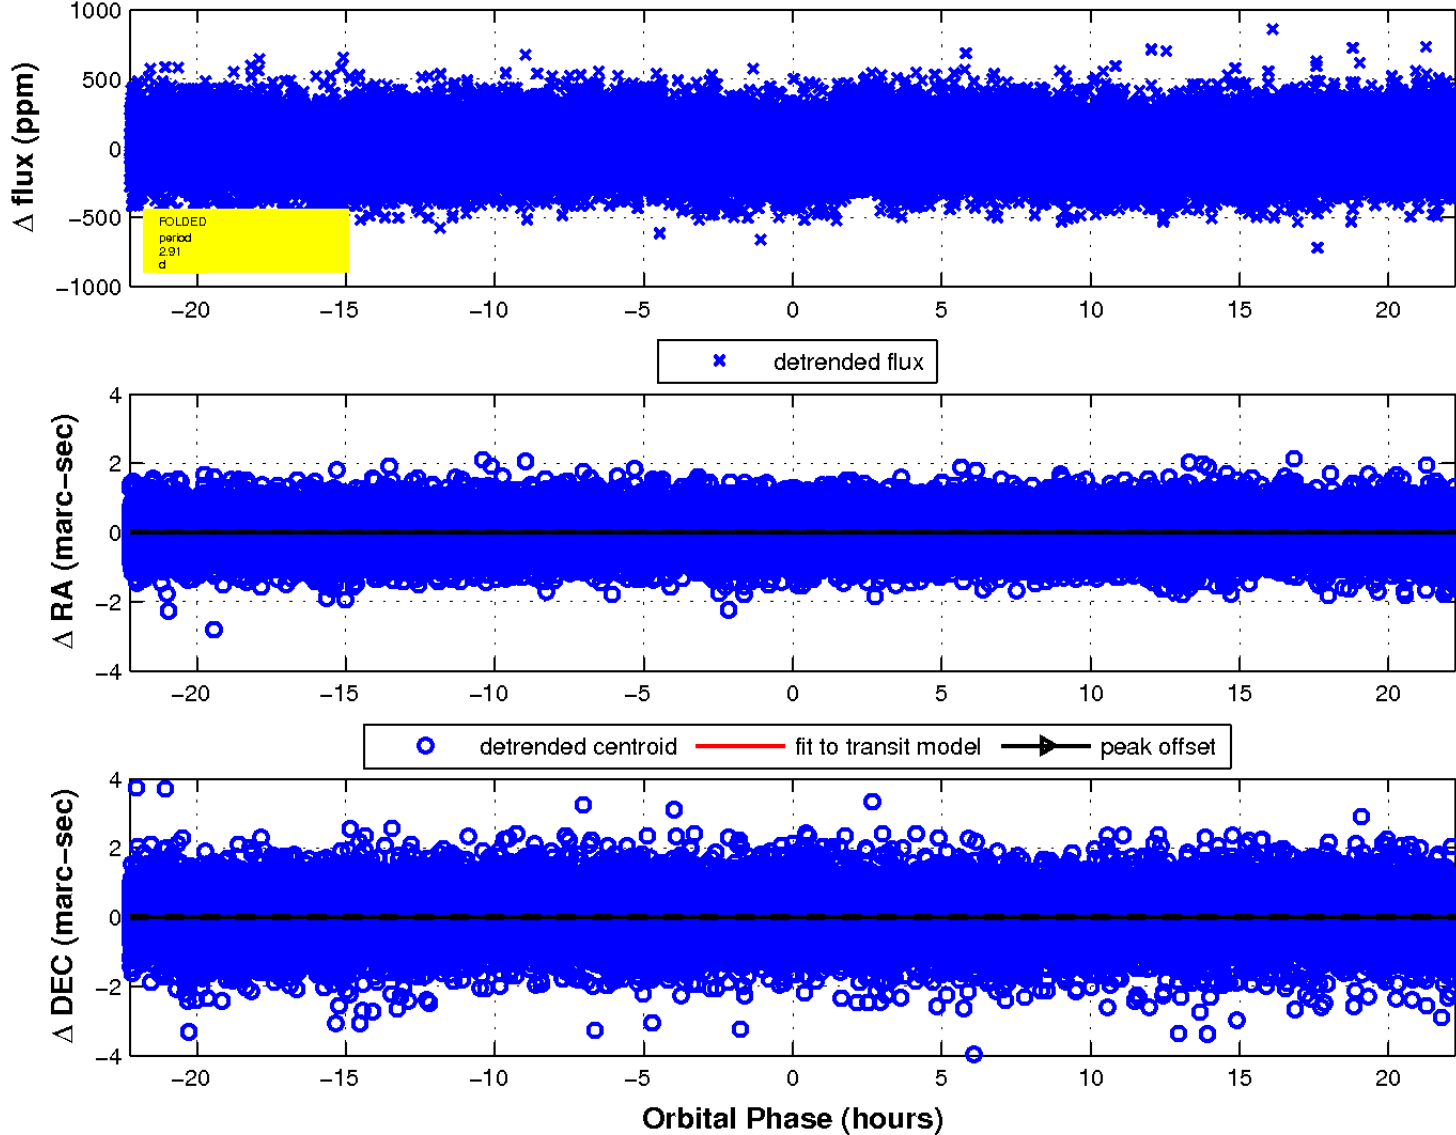 1000
500
0
−500
−1000
Δ flux (ppm)
FOLDED
period
2.91
d
−20 −15 −10 −5 0 5 10 15 20
detrended flux
4
2
0
−2
−4
Δ RA (marc−sec)
−20 −15 −10 −5 0 5 10 15 20
detrended centroid fit to transit model peak offset
4
2
0
−2
−4
Δ DEC (marc−sec)
−20 −15 −10 −5 0 5 10 15 20
Orbital Phase (hours)